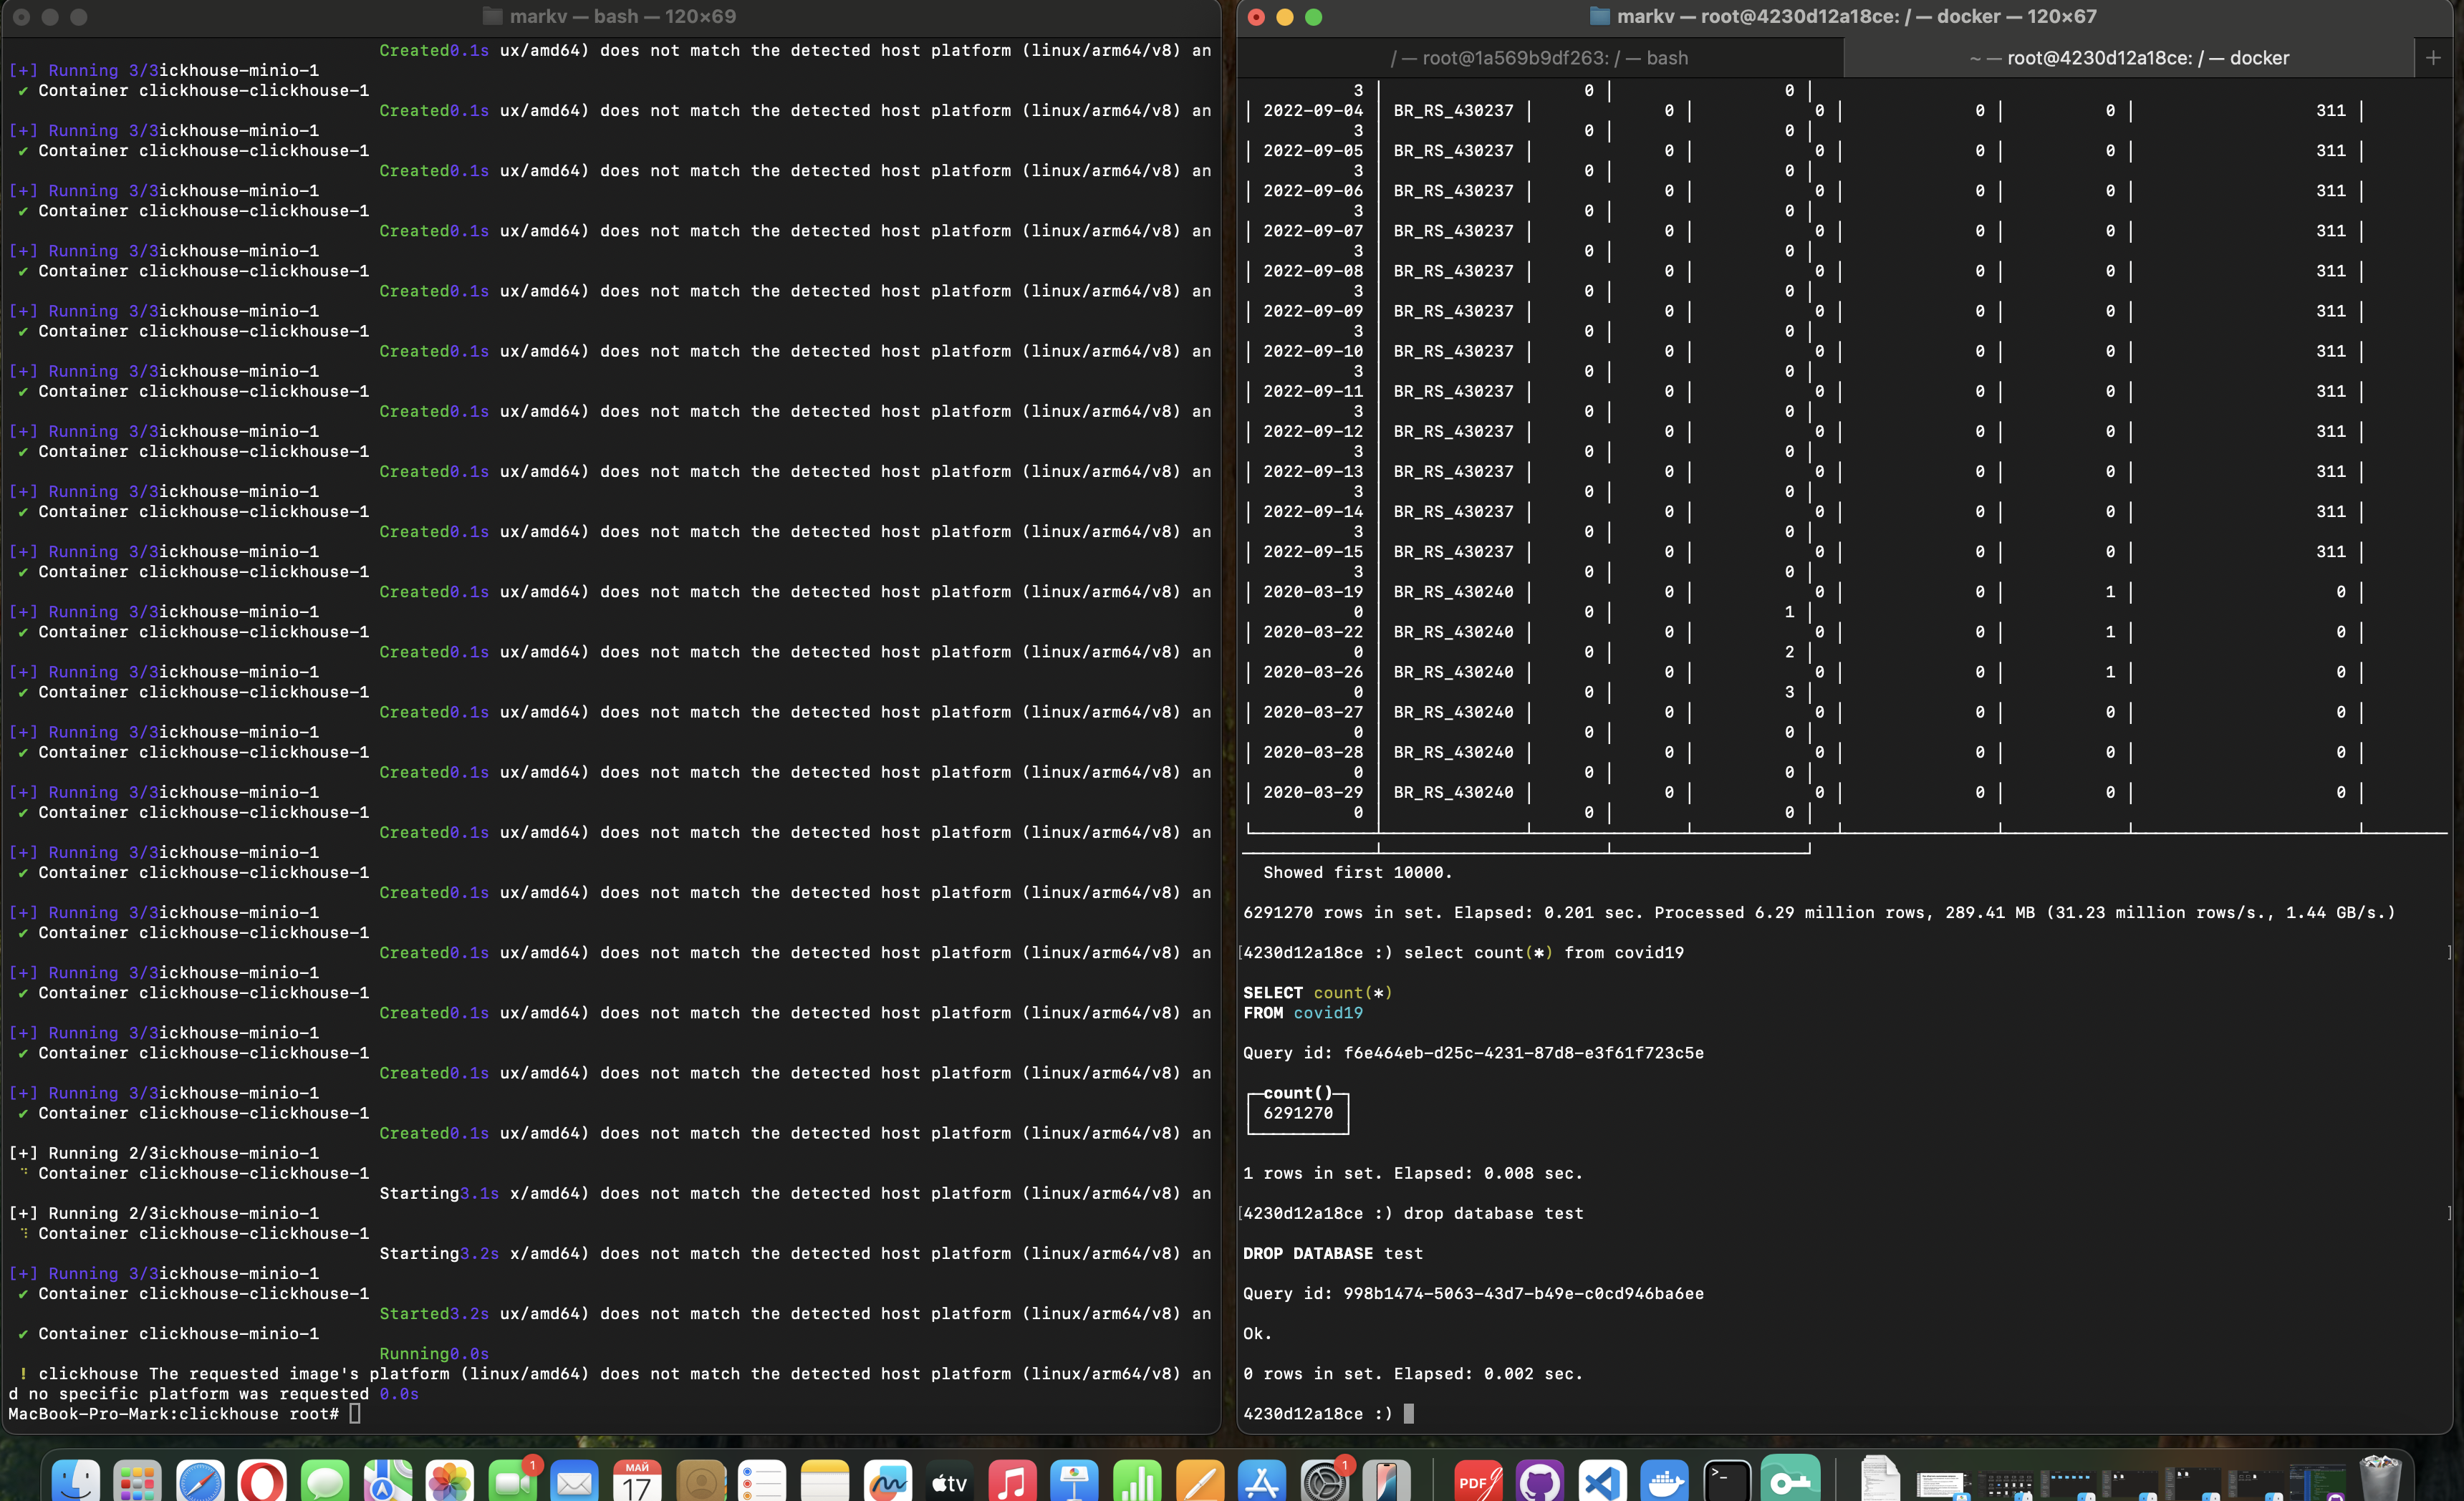 markv — bash — 120×69
Created0.1s ux/amd64) does not match the detected host platform (linux/arm64/v8) an
[+] Running 3/3ickhouse-minio-1
✔ Container clickhouse-clickhouse-1
Created0.1s ux/amd64) does not match the detected host platform (linux/arm64/v8) an
[+] Running 3/3ickhouse-minio-1
✔ Container clickhouse-clickhouse-1
Created0.1s ux/amd64) does not match the detected host platform (linux/arm64/v8) an
[+] Running 3/3ickhouse-minio-1
✔ Container clickhouse-clickhouse-1
Created0.1s ux/amd64) does not match the detected host platform (linux/arm64/v8) an
[+] Running 3/3ickhouse-minio-1
✔ Container clickhouse-clickhouse-1
Created0.1s ux/amd64) does not match the detected host platform (linux/arm64/v8) an
[+] Running 3/3ickhouse-minio-1
✔ Container clickhouse-clickhouse-1
Created0.1s ux/amd64) does not match the detected host platform (linux/arm64/v8) an
[+] Running 3/3ickhouse-minio-1
✔ Container clickhouse-clickhouse-1
Created0.1s ux/amd64) does not match the detected host platform (linux/arm64/v8) an
[+] Running 3/3ickhouse-minio-1
✔ Container clickhouse-clickhouse-1
Created0.1s ux/amd64) does not match the detected host platform (linux/arm64/v8) an
[+] Running 3/3ickhouse-minio-1
✔ Container clickhouse-clickhouse-1
Created0.1s ux/amd64) does not match the detected host platform (linux/arm64/v8) an
[+] Running 3/3ickhouse-minio-1
✔ Container clickhouse-clickhouse-1
Created0.1s ux/amd64) does not match the detected host platform (linux/arm64/v8) an
[+] Running 3/3ickhouse-minio-1
✔ Container clickhouse-clickhouse-1
Created0.1s ux/amd64) does not match the detected host platform (linux/arm64/v8) an
[+] Running 3/3ickhouse-minio-1
✔ Container clickhouse-clickhouse-1
Created0.1s ux/amd64) does not match the detected host platform (linux/arm64/v8) an
[+] Running 3/3ickhouse-minio-1
✔ Container clickhouse-clickhouse-1
Created0.1s ux/amd64) does not match the detected host platform (linux/arm64/v8) an
[+] Running 3/3ickhouse-minio-1
✔ Container clickhouse-clickhouse-1
Created0.1s ux/amd64) does not match the detected host platform (linux/arm64/v8) an
[+] Running 3/3ickhouse-minio-1
✔ Container clickhouse-clickhouse-1
Created0.1s ux/amd64) does not match the detected host platform (linux/arm64/v8) an
[+] Running 3/3ickhouse-minio-1
✔ Container clickhouse-clickhouse-1
Created0.1s ux/amd64) does not match the detected host platform (linux/arm64/v8) an
[+] Running 3/3ickhouse-minio-1
✔ Container clickhouse-clickhouse-1
Created0.1s ux/amd64) does not match the detected host platform (linux/arm64/v8) an
[+] Running 3/3ickhouse-minio-1
✔ Container clickhouse-clickhouse-1
Created0.1s ux/amd64) does not match the detected host platform (linux/arm64/v8) an
[+] Running 3/3ickhouse-minio-1
✔ Container clickhouse-clickhouse-1
Created0.1s ux/amd64) does not match the detected host platform (linux/arm64/v8) an
[+] Running 2/3ickhouse-minio-1
Container clickhouse-clickhouse-1
Starting3.1s x/amd64) does not match the detected host platform (linux/arm64/v8) an
[+] Running 2/3ickhouse-minio-1
Container clickhouse-clickhouse-1
Starting3.2s x/amd64) does not match the detected host platform (linux/arm64/v8) an
[+] Running 3/3ickhouse-minio-1
✔ Container clickhouse-clickhouse-1
Started3.2s ux/amd64) does not match the detected host platform (linux/arm64/v8) an
✔ Container clickhouse-minio-1
Running0.0s
! clickhouse The requested image's platform (linux/amd64) does not match the detected host platform (linux/arm64/v8) an
d no specific platform was requested 0.0s
MacBook-Pro-Mark:clickhouse root#
markv — root@4230d12a18ce: / — docker — 120×67
/ — root@1a569b9df263: / — bash
~ — root@4230d12a18ce: / — docker
3 │ 0 │ 0 │
│ 2022-09-04 │ BR_RS_430237 │ 0 │ 0 │ 0 │ 0 │ 311 │
3 │ 0 │ 0 │
│ 2022-09-05 │ BR_RS_430237 │ 0 │ 0 │ 0 │ 0 │ 311 │
3 │ 0 │ 0 │
│ 2022-09-06 │ BR_RS_430237 │ 0 │ 0 │ 0 │ 0 │ 311 │
3 │ 0 │ 0 │
│ 2022-09-07 │ BR_RS_430237 │ 0 │ 0 │ 0 │ 0 │ 311 │
3 │ 0 │ 0 │
│ 2022-09-08 │ BR_RS_430237 │ 0 │ 0 │ 0 │ 0 │ 311 │
3 │ 0 │ 0 │
│ 2022-09-09 │ BR_RS_430237 │ 0 │ 0 │ 0 │ 0 │ 311 │
3 │ 0 │ 0 │
│ 2022-09-10 │ BR_RS_430237 │ 0 │ 0 │ 0 │ 0 │ 311 │
3 │ 0 │ 0 │
│ 2022-09-11 │ BR_RS_430237 │ 0 │ 0 │ 0 │ 0 │ 311 │
3 │ 0 │ 0 │
│ 2022-09-12 │ BR_RS_430237 │ 0 │ 0 │ 0 │ 0 │ 311 │
3 │ 0 │ 0 │
│ 2022-09-13 │ BR_RS_430237 │ 0 │ 0 │ 0 │ 0 │ 311 │
3 │ 0 │ 0 │
│ 2022-09-14 │ BR_RS_430237 │ 0 │ 0 │ 0 │ 0 │ 311 │
3 │ 0 │ 0 │
│ 2022-09-15 │ BR_RS_430237 │ 0 │ 0 │ 0 │ 0 │ 311 │
3 │ 0 │ 0 │
│ 2020-03-19 │ BR_RS_430240 │ 0 │ 0 │ 0 │ 1 │ 0 │
0 │ 0 │ 1 │
│ 2020-03-22 │ BR_RS_430240 │ 0 │ 0 │ 0 │ 1 │ 0 │
0 │ 0 │ 2 │
│ 2020-03-26 │ BR_RS_430240 │ 0 │ 0 │ 0 │ 1 │ 0 │
0 │ 0 │ 3 │
│ 2020-03-27 │ BR_RS_430240 │ 0 │ 0 │ 0 │ 0 │ 0 │
0 │ 0 │ 0 │
│ 2020-03-28 │ BR_RS_430240 │ 0 │ 0 │ 0 │ 0 │ 0 │
0 │ 0 │ 0 │
│ 2020-03-29 │ BR_RS_430240 │ 0 │ 0 │ 0 │ 0 │ 0 │
0 │ 0 │ 0 │
Showed first 10000.
6291270 rows in set. Elapsed: 0.201 sec. Processed 6.29 million rows, 289.41 MB (31.23 million rows/s., 1.44 GB/s.)
[4230d12a18ce :) select count(*) from covid19 ]
SELECT count(*)
FROM covid19
Query id: f6e464eb-d25c-4231-87d8-e3f61f723c5e
┌─count()─┐
│ 6291270 │
1 rows in set. Elapsed: 0.008 sec.
[4230d12a18ce :) drop database test ]
DROP DATABASE test
Query id: 998b1474-5063-43d7-b49e-c0cd946ba6ee
Ok.
0 rows in set. Elapsed: 0.002 sec.
4230d12a18ce :)
1
МАЙ
17
tv
1
PDF
>_